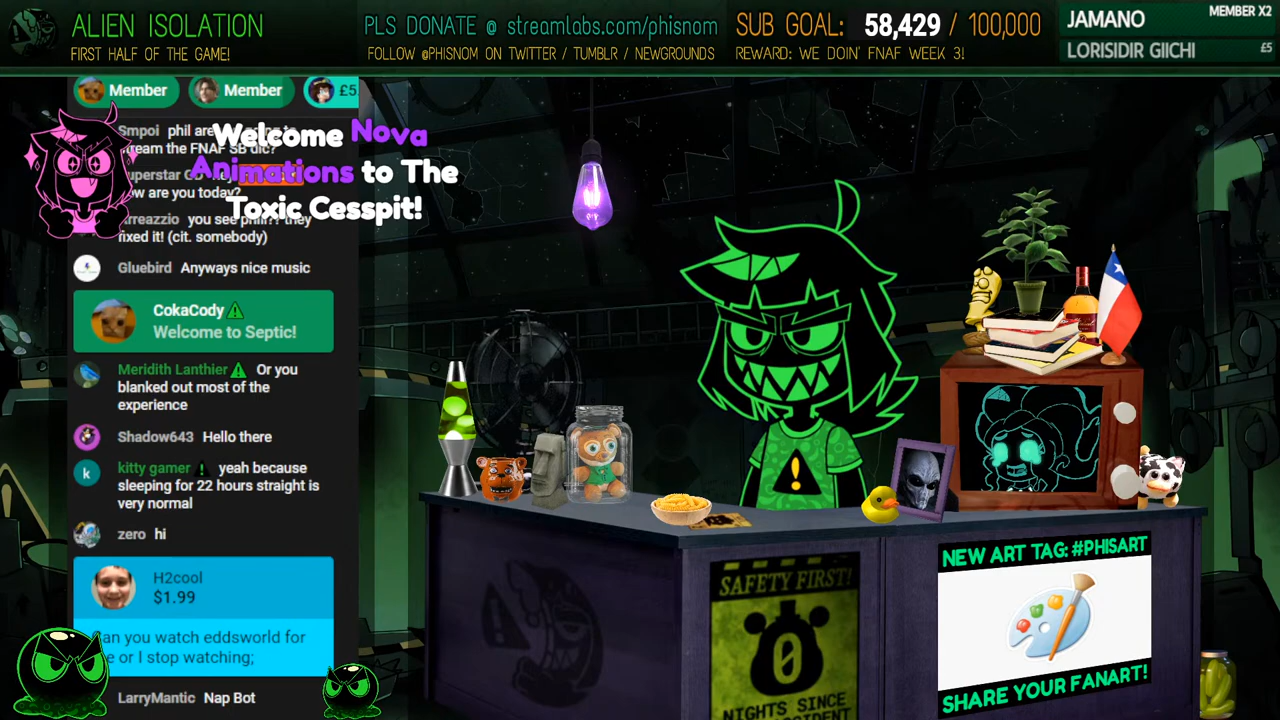 ALIEN ISOLATION
FIRST HALF OF THE GAME!
PLS DONATE @ streamlabs.com/phisnom
FOLLOW @PHISNOM ON TWITTER / TUMBLR / NEWGROUNDS
SUB GOAL: 58,429 / 100,000
REWARD: WE DOIN' FNAF WEEK 3!
JAMANO MEMBER X2
LORISIDIR GIICHI £5
Member Member £5
Welcome Nova
Animations to The
Toxic Cesspit!
Smpoi phil are
stream the FNAF SB dlc?
how are you today?
you see phil?? they
fixed it! (cit. somebody)
Gluebird Anyways nice music
CokaCody
Welcome to Septic!
Meridith Lanthier Or you
blanked out most of the
experience
Shadow643 Hello there
kitty gamer yeah because
sleeping for 22 hours straight is
very normal
zero hi
H2cool
$1.99
an you watch eddsworld for
e or I stop watching;
LarryMantic Nap Bot
SAFETY FIRST!
0
NIGHTS SINCE
NEW ART TAG: #PHISART
SHARE YOUR FANART!